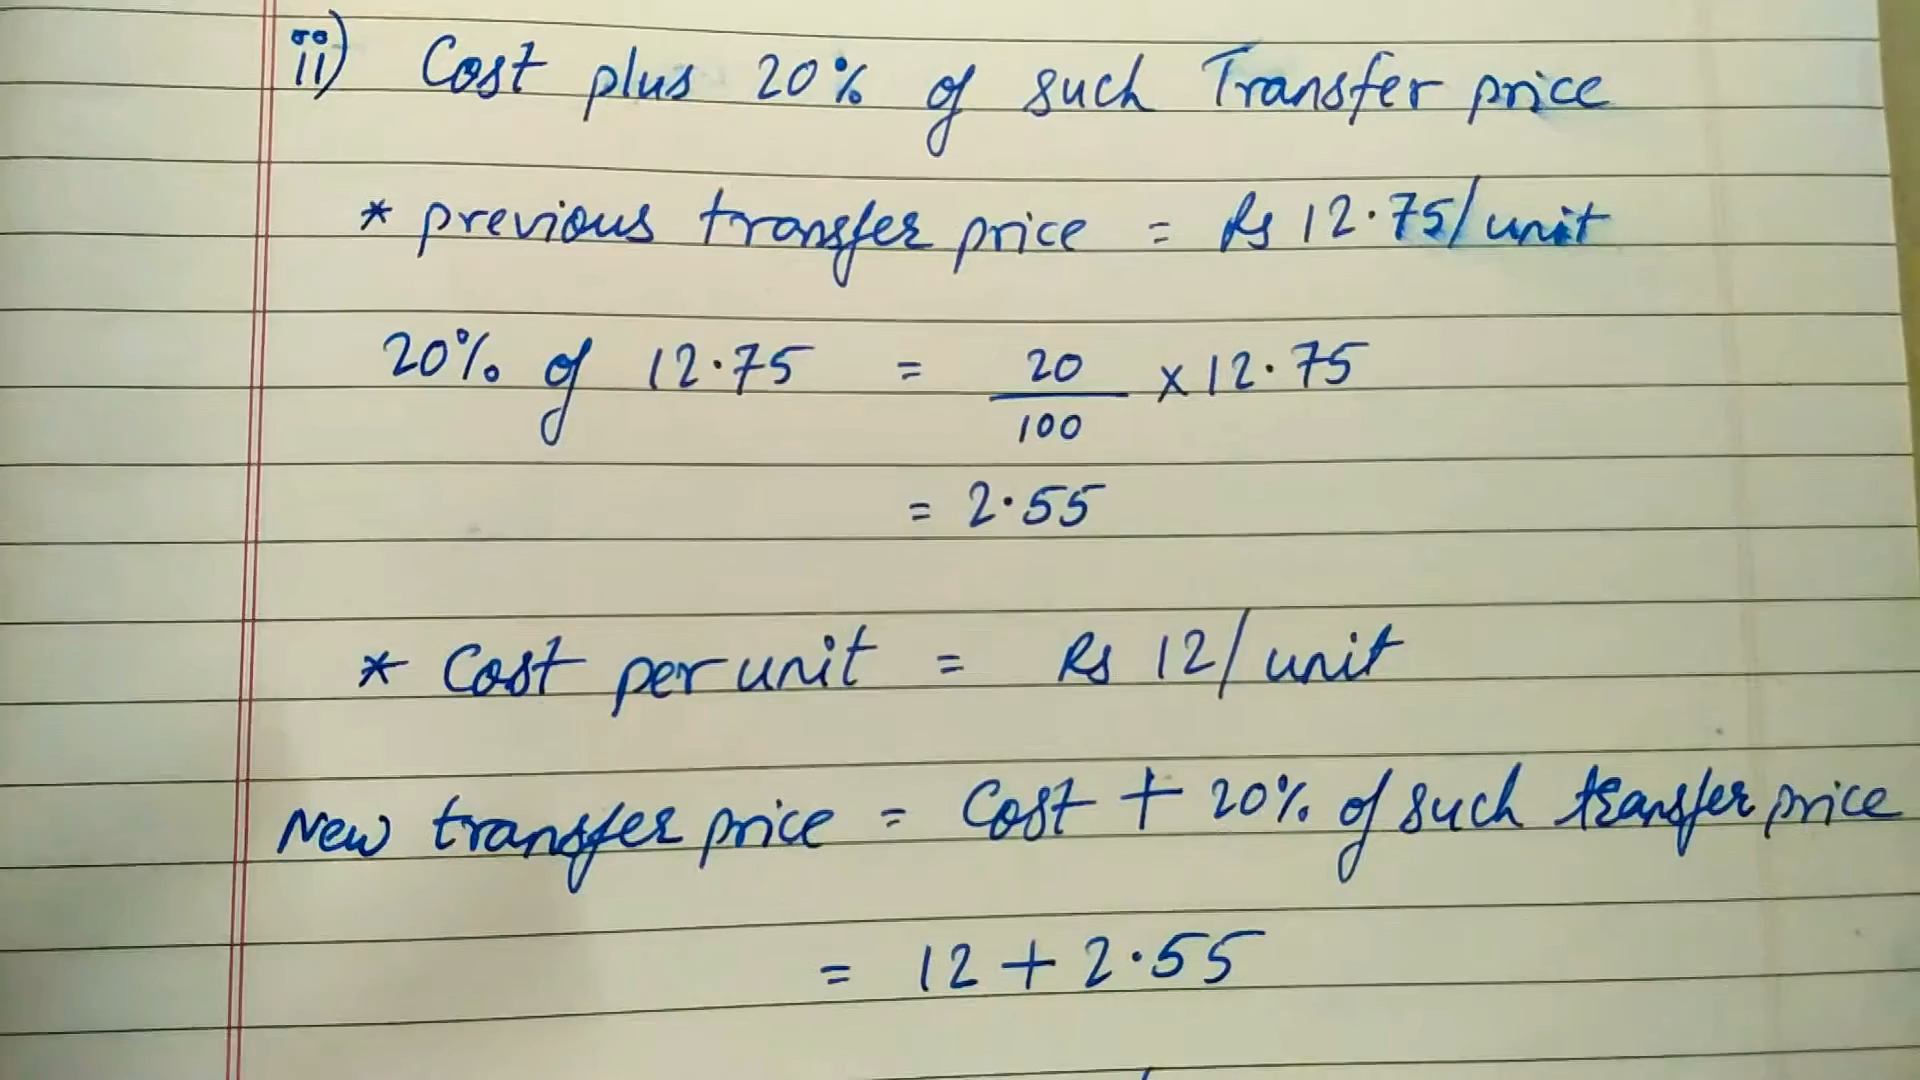 ii) Cost plus 20% of such Transfer price
* previous transfer price = Rs 12.75/unit
20% of 12.75 = 20/100 x 12.75
= 2.55
* Cost per unit = Rs 12/unit
New transfer price = Cost + 20% of such transfer price
= 12 + 2.55